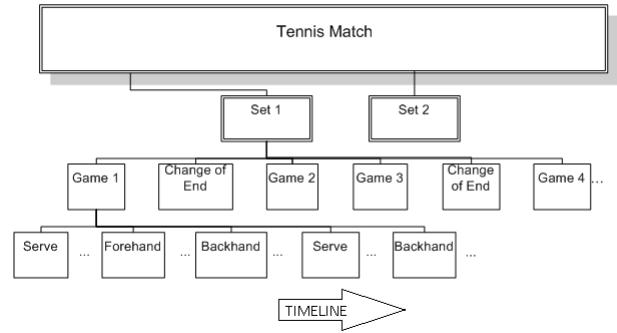 Tennis Match
Set 1
Set 2
Game 1
Change of
End
Game 2
Game 3
Change
of End
Game 4
...
Serve
...
Forehand
...
Backhand
...
Serve
...
Backhand
...
TIMELINE